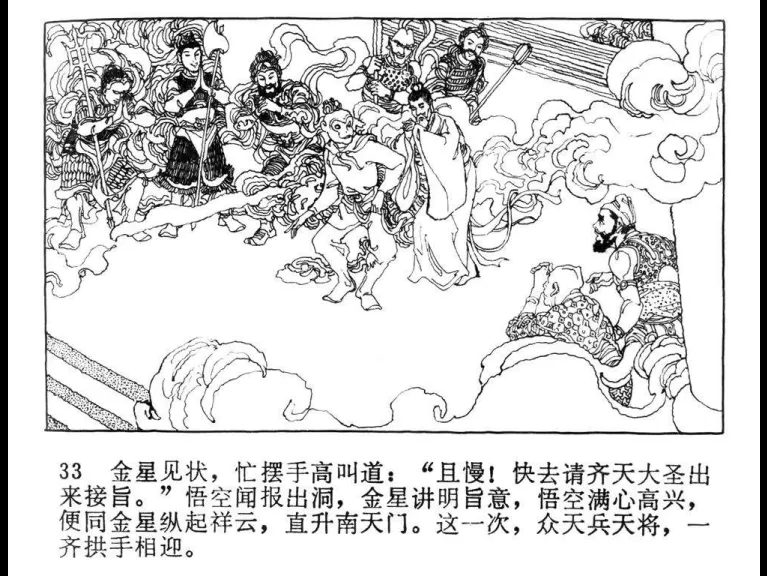 33 金星见状，忙摆手高叫道：“且慢！快去请齐天大圣出
来接旨。”悟空闻报出洞，金星讲明旨意，悟空满心高兴，
便同金星纵起祥云，直升南天门。这一次，众天兵天将，一
齐拱手相迎。